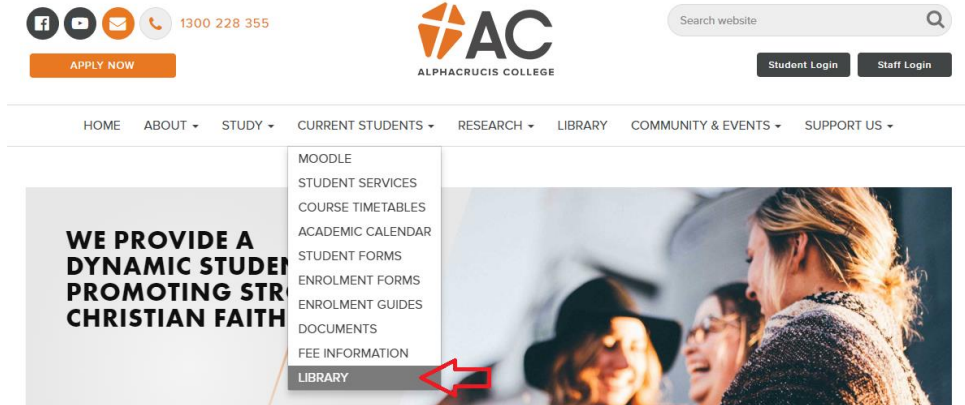 1300 228 355
Search website
APPLY NOW
AC
ALPHACRUCIS COLLEGE
Student Login
Staff Login
HOME ABOUT STUDY CURRENT STUDENTS RESEARCH LIBRARY COMMUNITY & EVENTS SUPPORT US
MOODLE
STUDENT SERVICES
COURSE TIMETABLES
ACADEMIC CALENDAR
STUDENT FORMS
ENROLMENT FORMS
ENROLMENT GUIDES
DOCUMENTS
FEE INFORMATION
LIBRARY
WE PROVIDE A
DYNAMIC
PROMOTING
CHRISTIAN FAITH